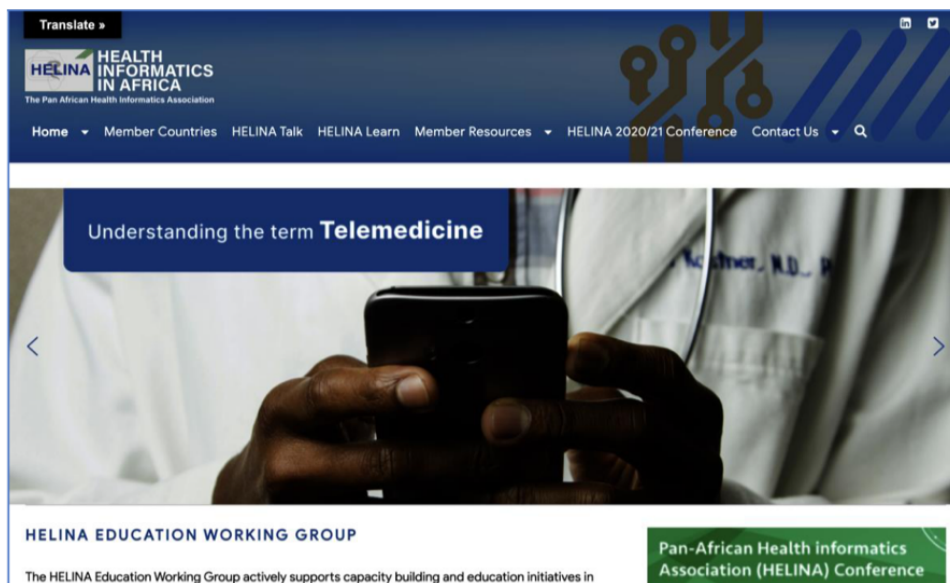 Translate »
HELINA
HEALTH
INFORMATICS
IN AFRICA
The Pan African Health Informatics Association
Home Member Countries HELINA Talk HELINA Learn Member Resources HELINA 2020/21 Conference Contact Us
Understanding the term Telemedicine
HELINA EDUCATION WORKING GROUP
The HELINA Education Working Group actively supports capacity building and education initiatives in
Pan-African Health informatics
Association (HELINA) Conference